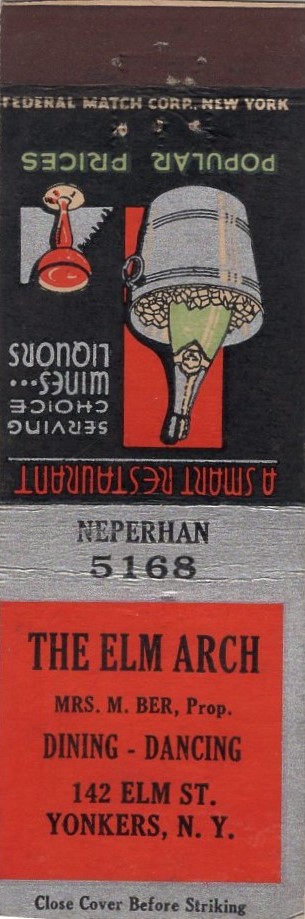 FEDERAL MATCH CORP., NEW YORK
A SMART RESTAURANT
SERVING
CHOICE
WINES...
LIQUORS
POPULAR PRICES
NEPERHAN
5168
THE ELM ARCH
MRS. M. BER, Prop.
DINING - DANCING
142 ELM ST.
YONKERS, N. Y.
Close Cover Before Striking